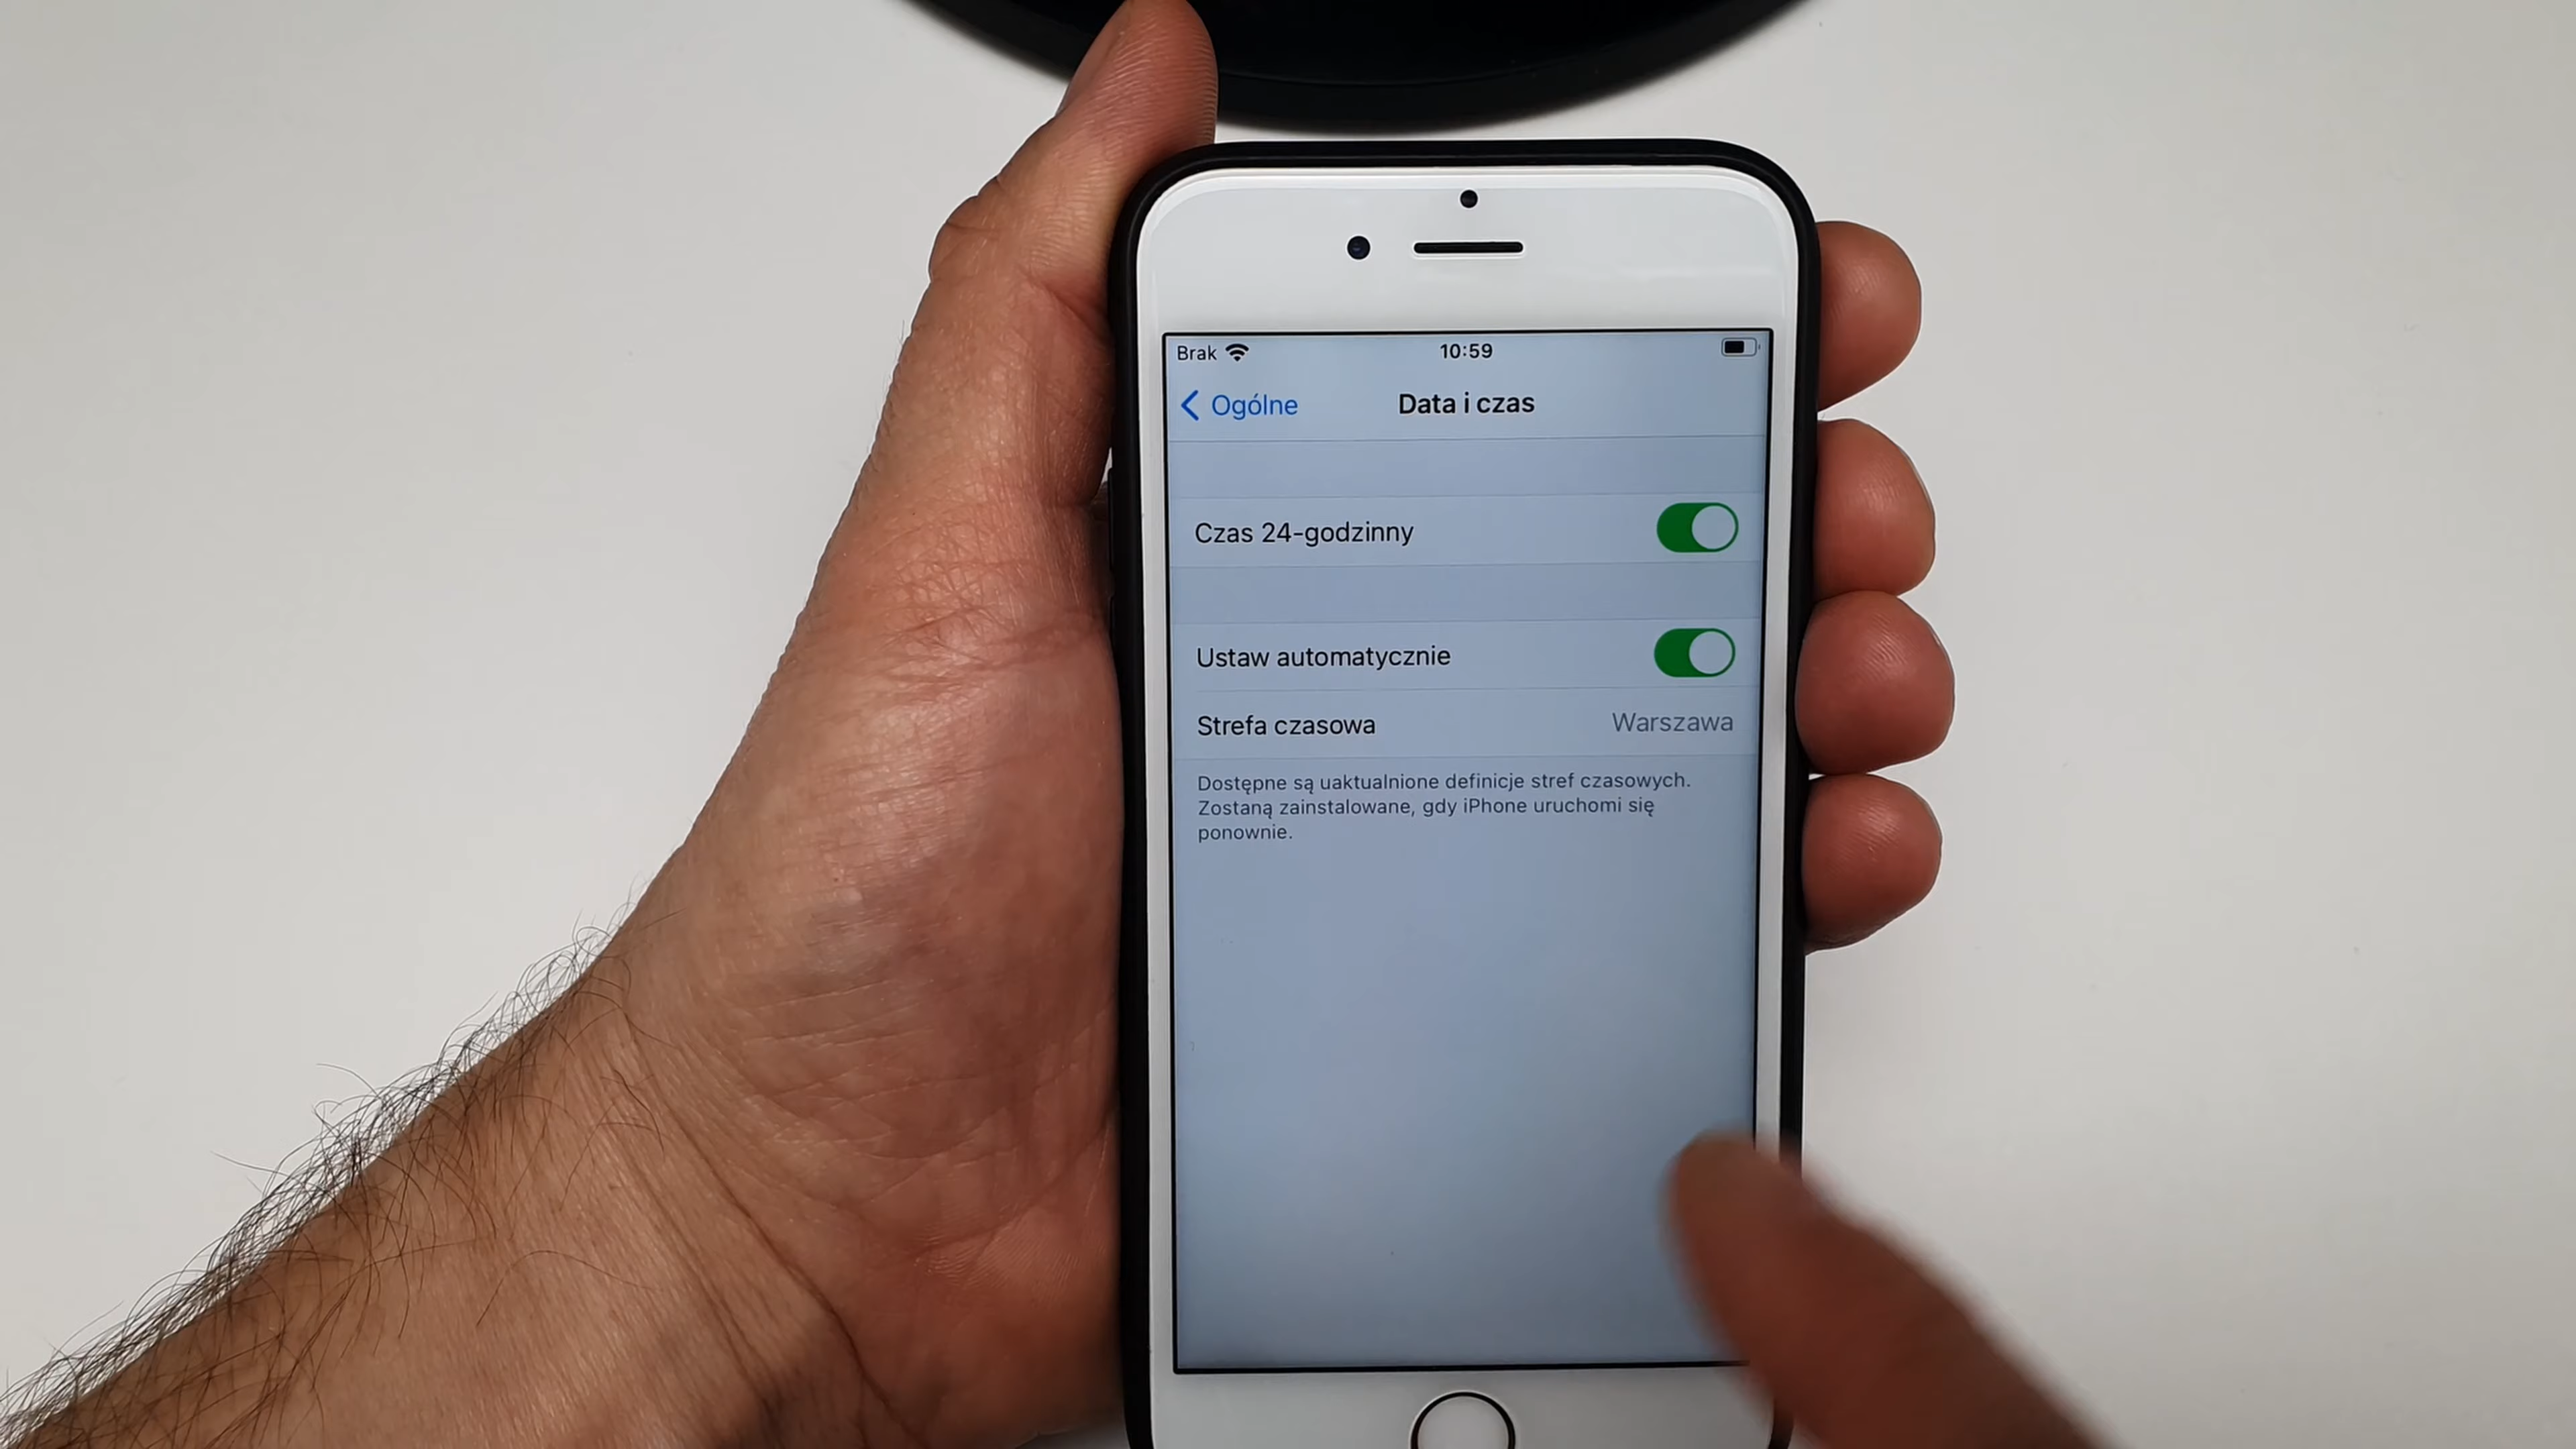 Brak 10:59
Ogólne Data i czas
Czas 24-godzinny
Ustaw automatycznie
Strefa czasowa Warszawa
Dostępne są uaktualnione definicje stref czasowych.
Zostaną zainstalowane, gdy iPhone uruchomi się
ponownie.